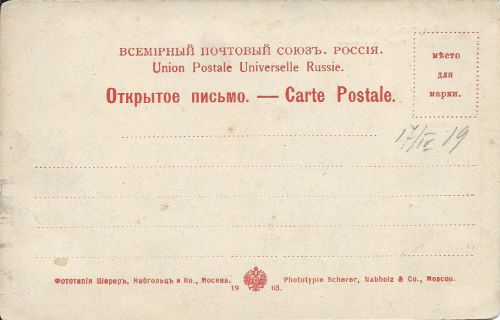 ВСЕМІРНЫЙ ПОЧТОВЫЙ СОЮЗЪ. РОССІЯ.
Union Postale Universelle Russie.
Открытое письмо. — Carte Postale.
мѣсто
для
марки.
17/IV 19
Фототипія Шереръ, Набгольцъ и Ко., Москва.
Phototypie Scherer, Nabholz & Co., Moscou.
19 03.